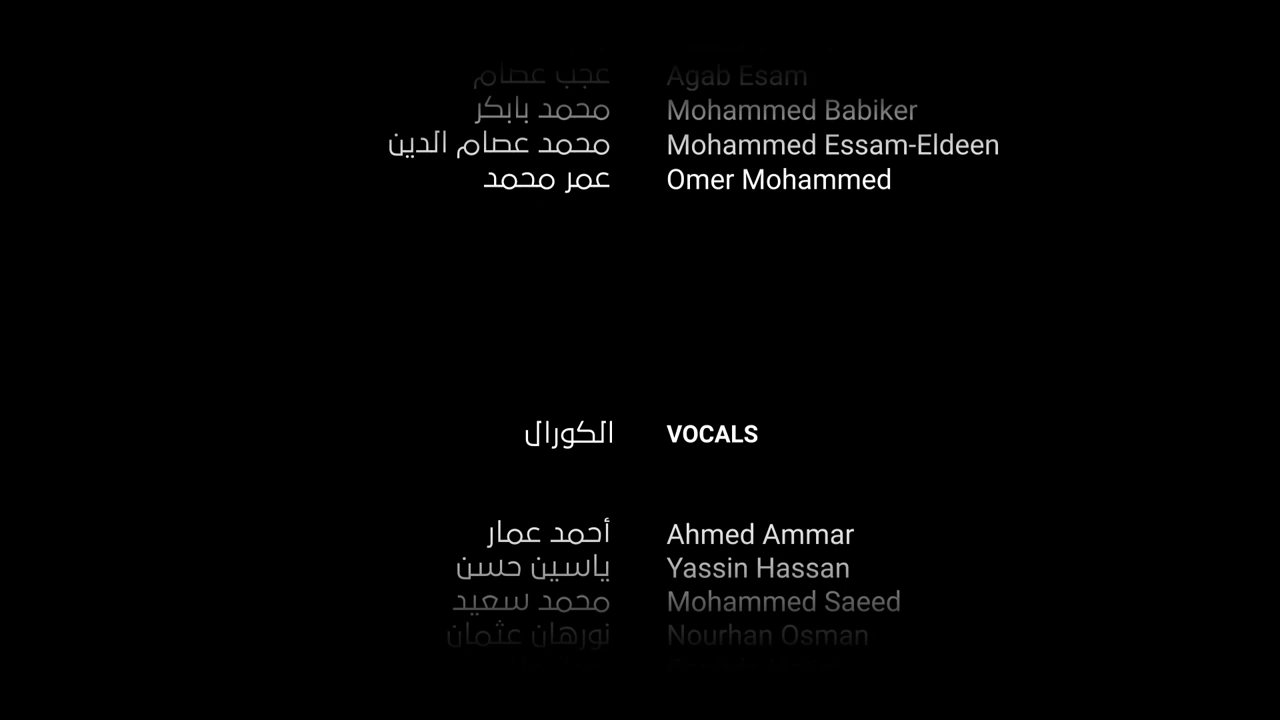 عجب عصام Agab Esam
محمد بابكر Mohammed Babiker
محمد عصام الدين Mohammed Essam-Eldeen
عمر محمد Omer Mohammed
الكورال VOCALS
أحمد عمار Ahmed Ammar
ياسين حسن Yassin Hassan
محمد سعيد Mohammed Saeed
نورهان عثمان Nourhan Osman